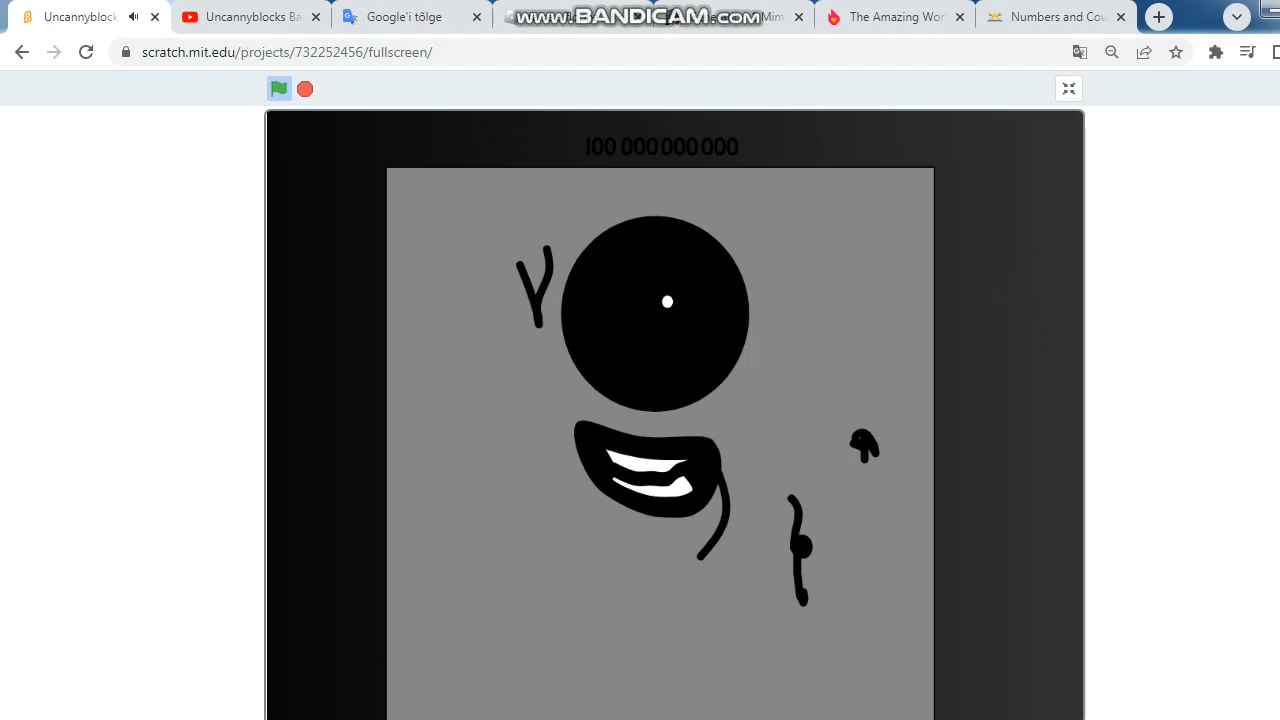 Uncannyblock
Uncannyblocks Ba
Google'i tõlge
www.BANDICAM.com
The Amazing Wor
Numbers and Cou
scratch.mit.edu/projects/732252456/fullscreen/
100 000 000 000